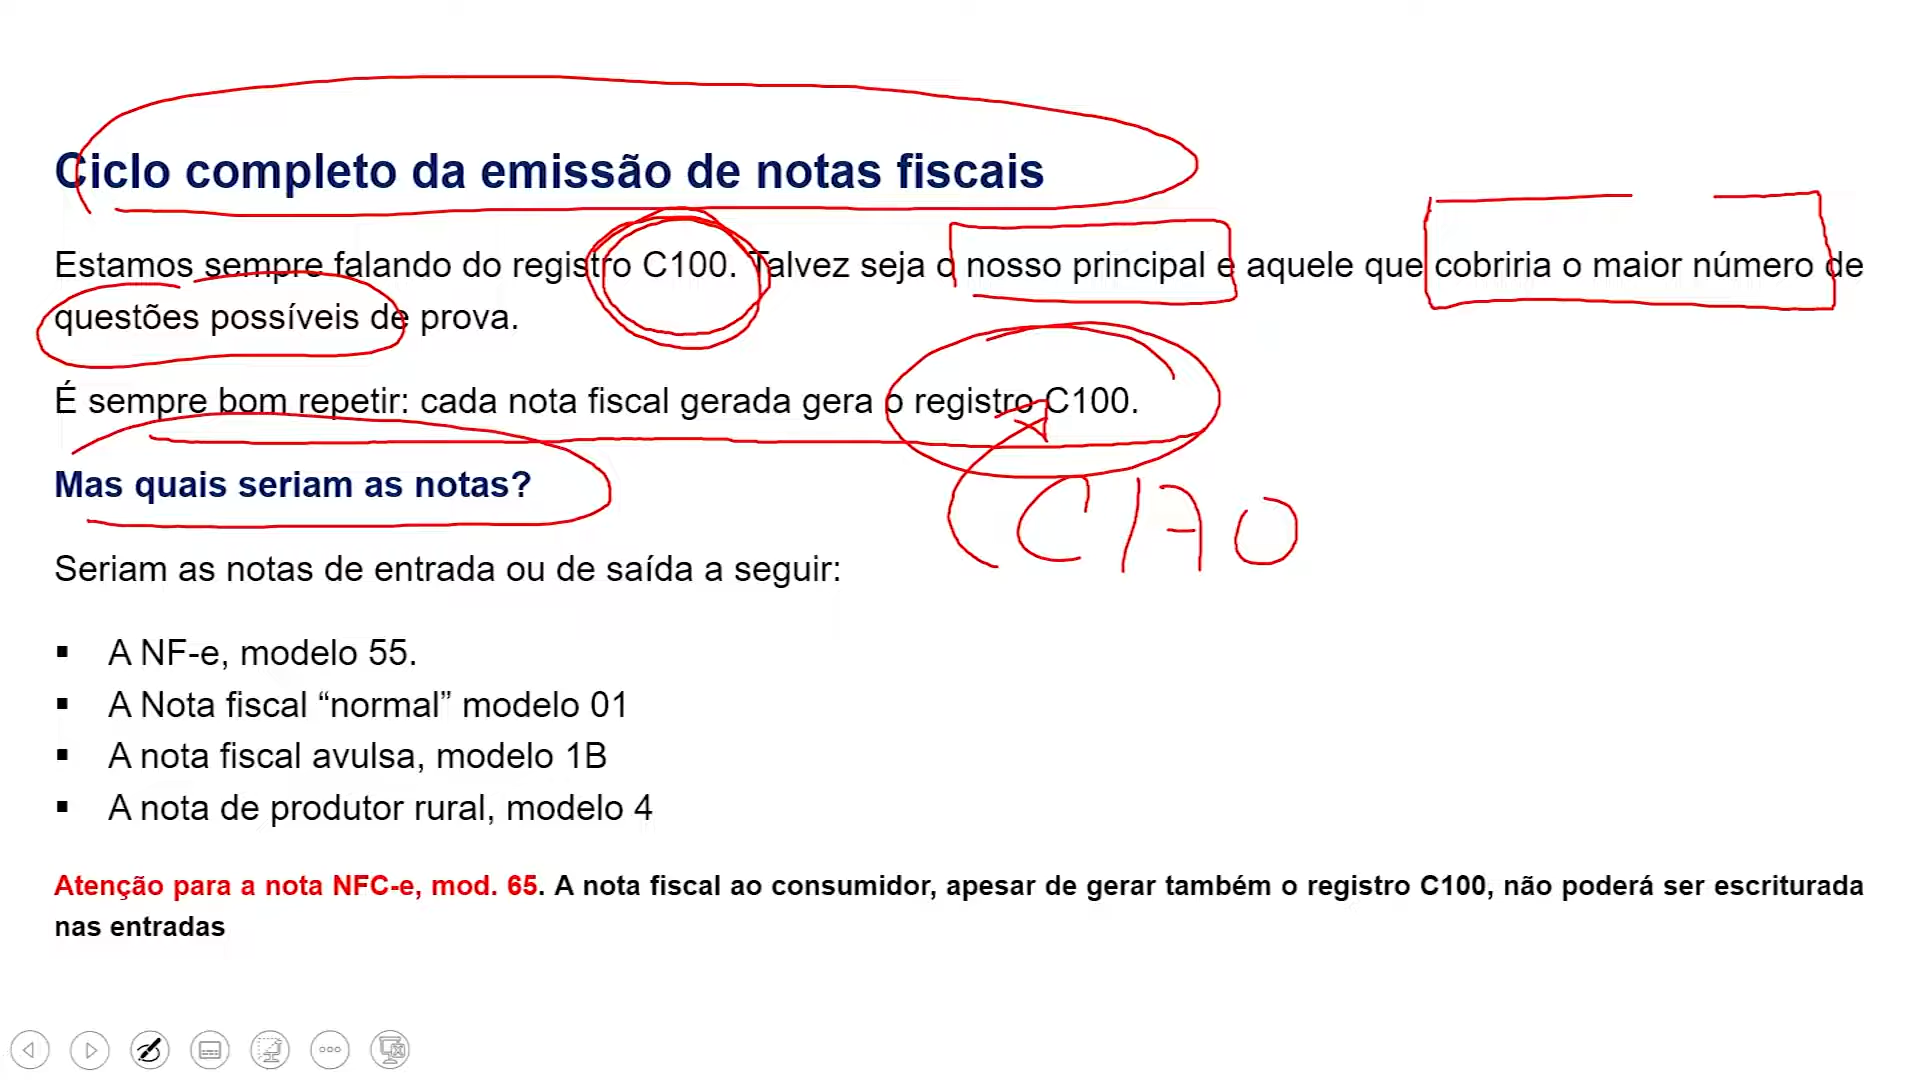 Ciclo completo da emissão de notas fiscais
Estamos sempre falando do registro C100. Talvez seja o nosso principal e aquele que cobriria o maior número de
questões possíveis de prova.
É sempre bom repetir: cada nota fiscal gerada gera o registro C100.
Mas quais seriam as notas?
C170
Seriam as notas de entrada ou de saída a seguir:
▪ A NF-e, modelo 55.
▪ A Nota fiscal “normal” modelo 01
▪ A nota fiscal avulsa, modelo 1B
▪ A nota de produtor rural, modelo 4
Atenção para a nota NFC-e, mod. 65. A nota fiscal ao consumidor, apesar de gerar também o registro C100, não poderá ser escriturada
nas entradas